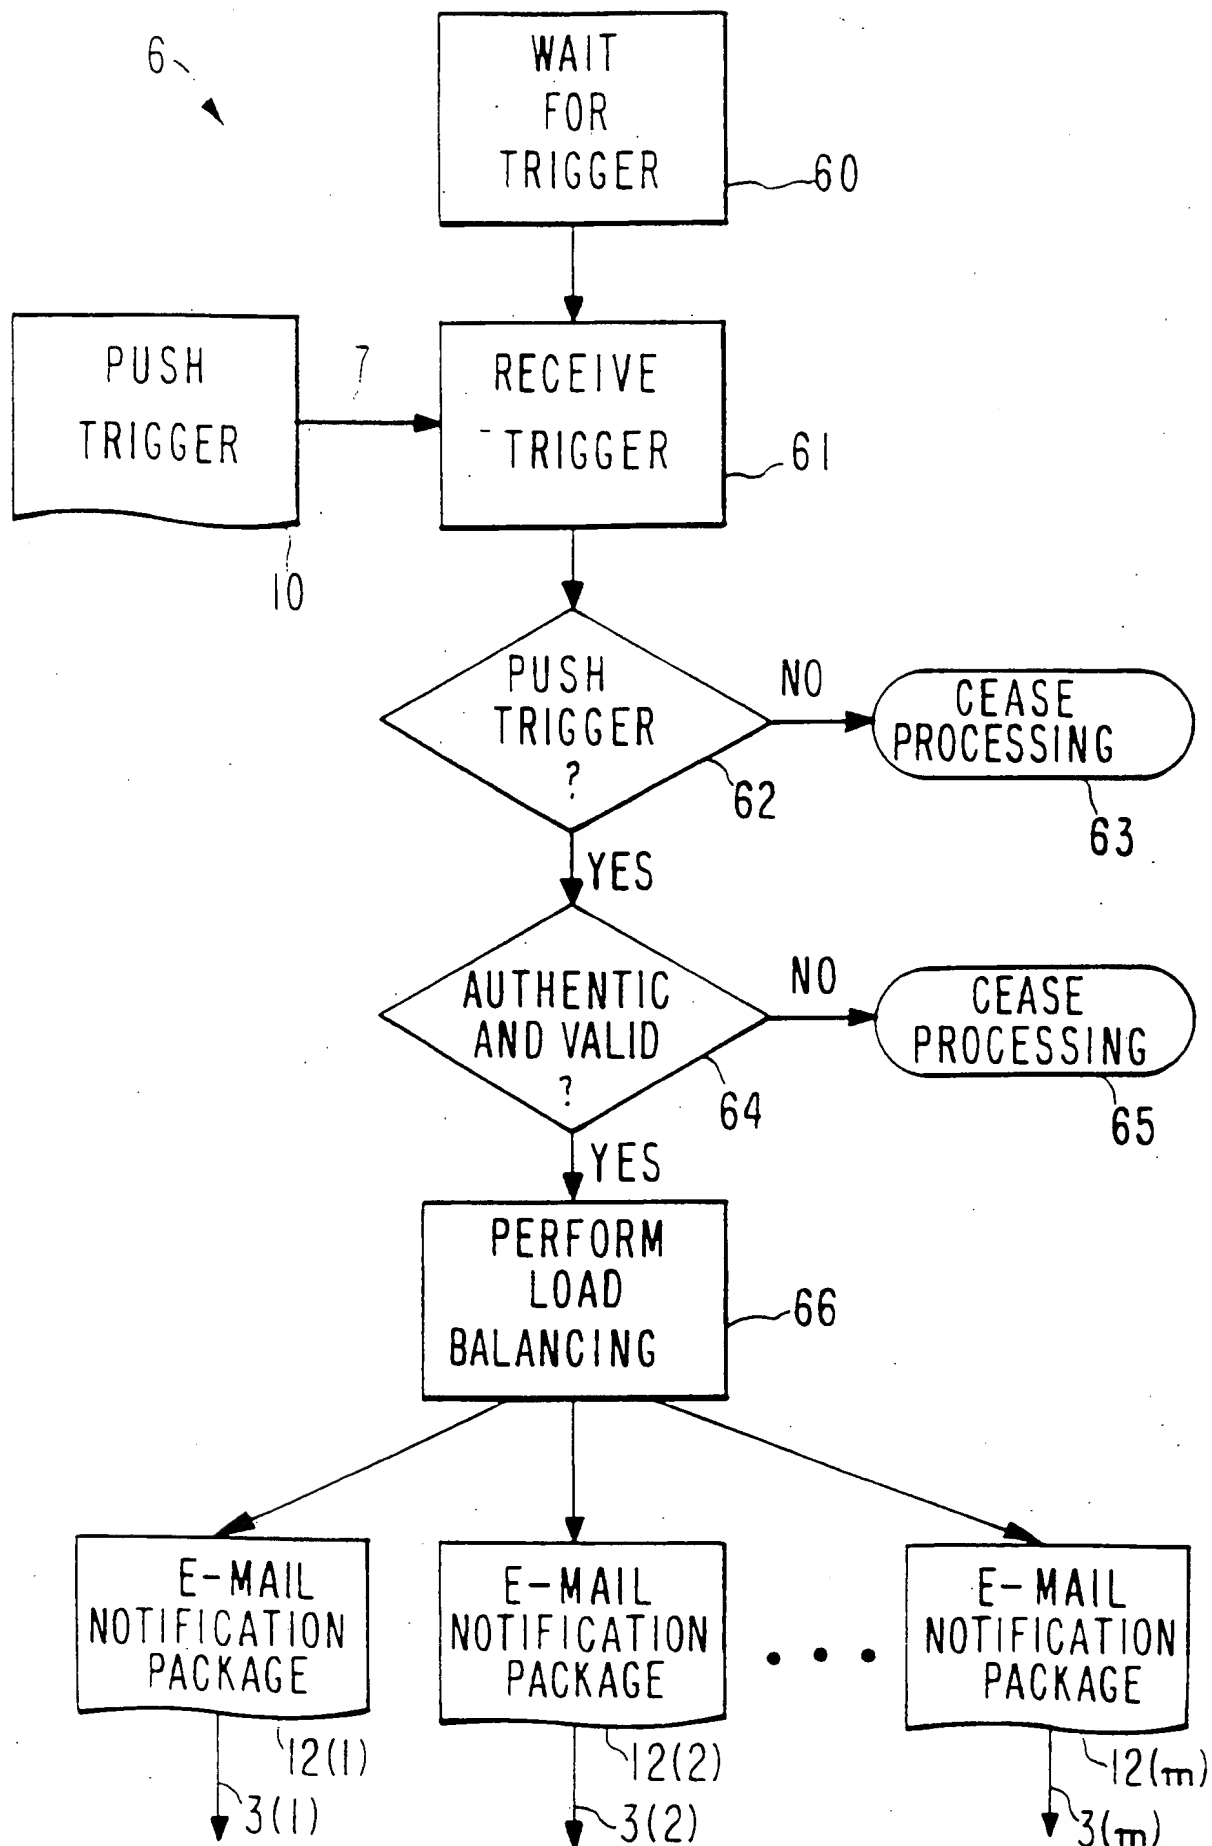 6
WAIT
FOR
TRIGGER
60
PUSH
TRIGGER
10
7
RECEIVE
TRIGGER
61
PUSH
TRIGGER
?
62
NO
CEASE
PROCESSING
63
YES
AUTHENTIC
AND VALID
?
64
NO
CEASE
PROCESSING
65
YES
PERFORM
LOAD
BALANCING
66
E-MAIL
NOTIFICATION
PACKAGE
12(1)
3(1)
E-MAIL
NOTIFICATION
PACKAGE
12(2)
3(2)
• • •
E-MAIL
NOTIFICATION
PACKAGE
12(m)
3(m)